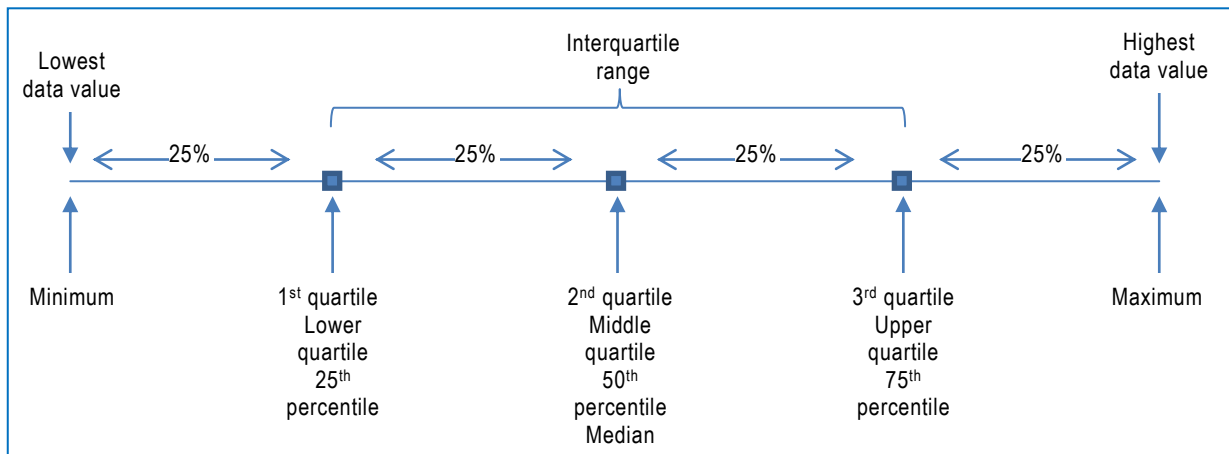 Lowest
data value
Interquartile
range
Highest
data value
25%
25%
25%
25%
Minimum
1st quartile
Lower
quartile
25th
percentile
2nd quartile
Middle
quartile
50th
percentile
Median
3rd quartile
Upper
quartile
75th
percentile
Maximum